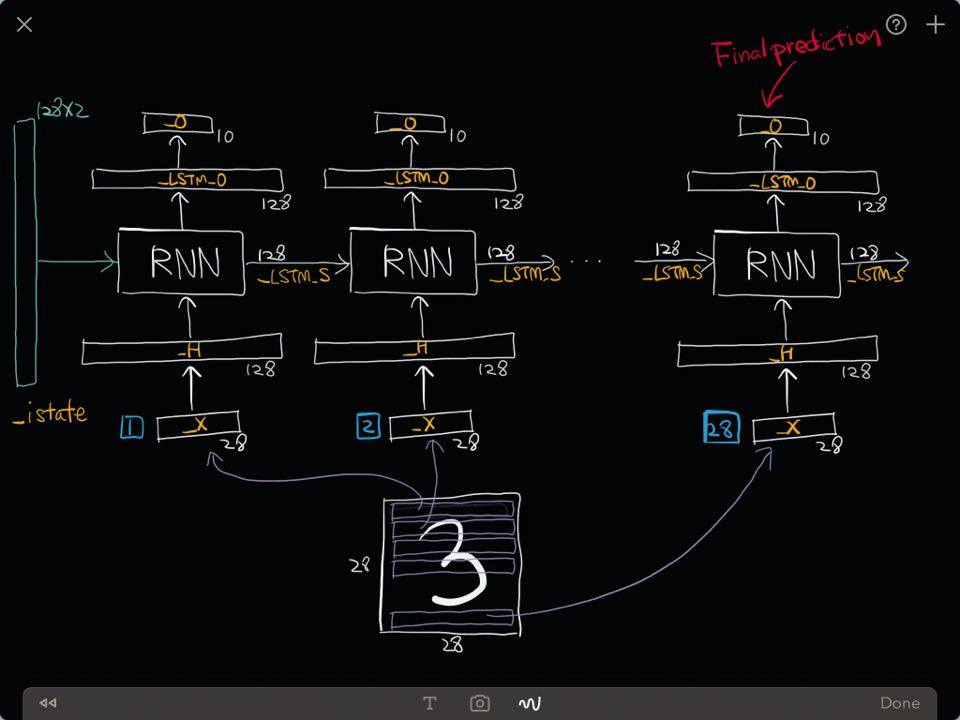 Final prediction
128x2
_O
10
_O
10
_O
10
_LSTM_O
128
_LSTM_O
128
_LSTM_O
128
RNN
128
_LSTM_S
RNN
128
_LSTM_S
...
128
_LSTM_S
RNN
128
_LSTM_S
_H
128
_H
128
_H
128
_istate
1
_X
28
2
_X
28
28
_X
28
3
28
28
T
Done